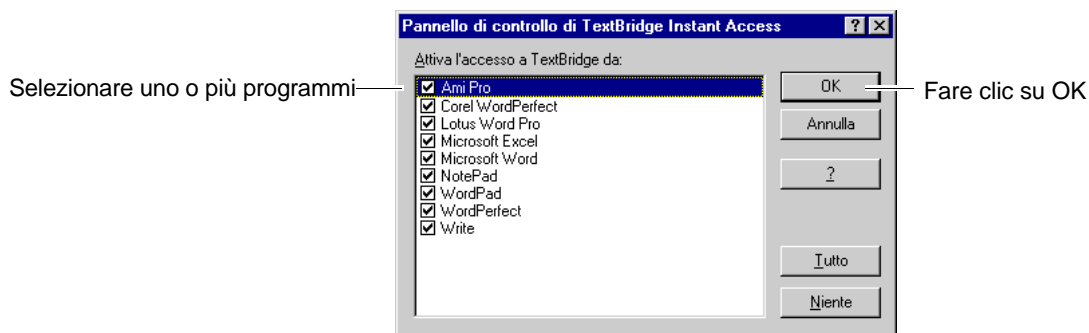 Pannello di controllo di TextBridge Instant Access
Attiva l'accesso a TextBridge da:
Selezionare uno o più programmi
Ami Pro
Corel WordPerfect
Lotus Word Pro
Microsoft Excel
Microsoft Word
NotePad
WordPad
WordPerfect
Write
OK
Fare clic su OK
Annulla
?
Tutto
Niente